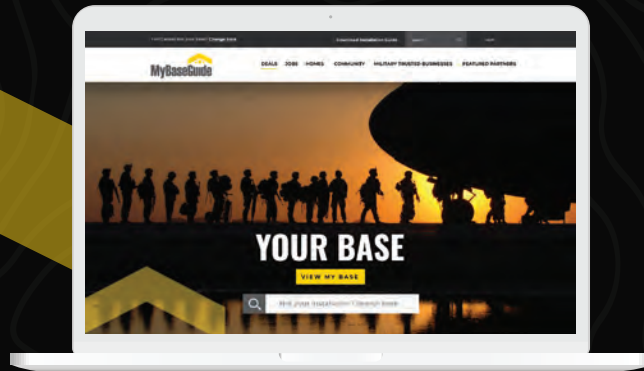 Change base
Download Installation Guide
MyBaseGuide
DEALS JOBS HOMES COMMUNITY MILITARY TRUSTED BUSINESSES FEATURED PARTNERS
YOUR BASE
VIEW MY BASE